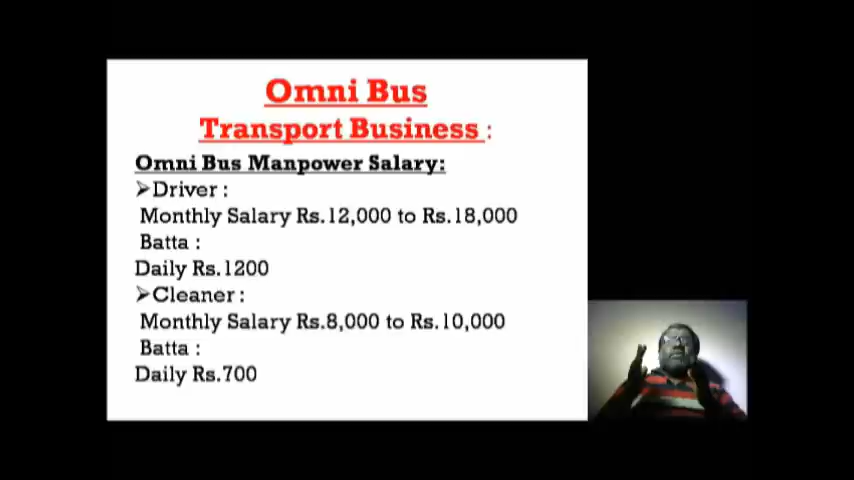 Omni Bus
Transport Business :
Omni Bus Manpower Salary:
➢Driver :
Monthly Salary Rs.12,000 to Rs.18,000
Batta :
Daily Rs.1200
➢Cleaner :
Monthly Salary Rs.8,000 to Rs.10,000
Batta :
Daily Rs.700